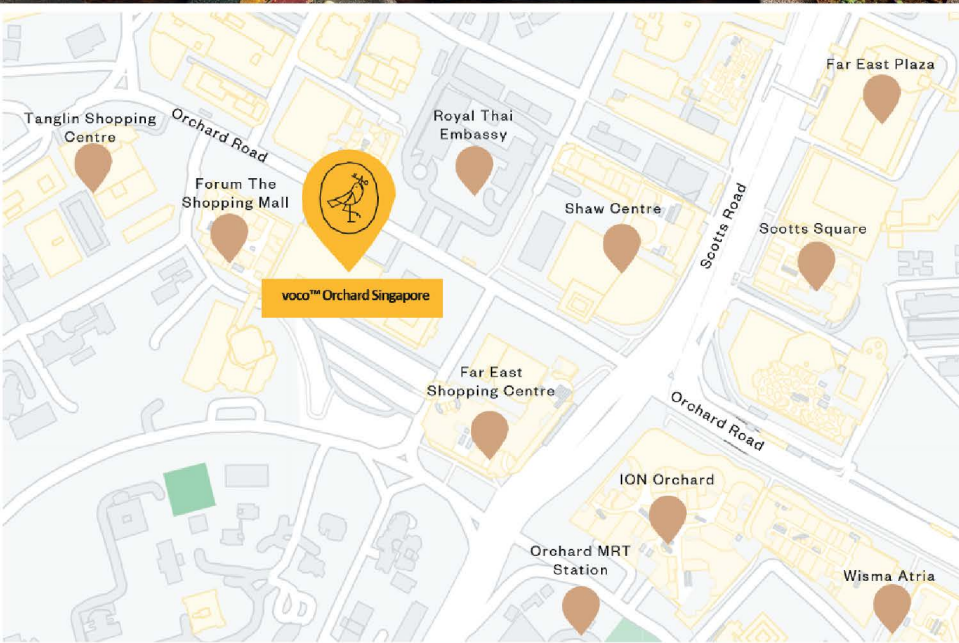 Far East Plaza
Tanglin Shopping
Centre
Orchard Road
Royal Thai
Embassy
Forum The
Shopping Mall
Shaw Centre
Scotts Road
Scotts Square
voco™ Orchard Singapore
Far East
Shopping Centre
Orchard Road
ION Orchard
Orchard MRT
Station
Wisma Atria